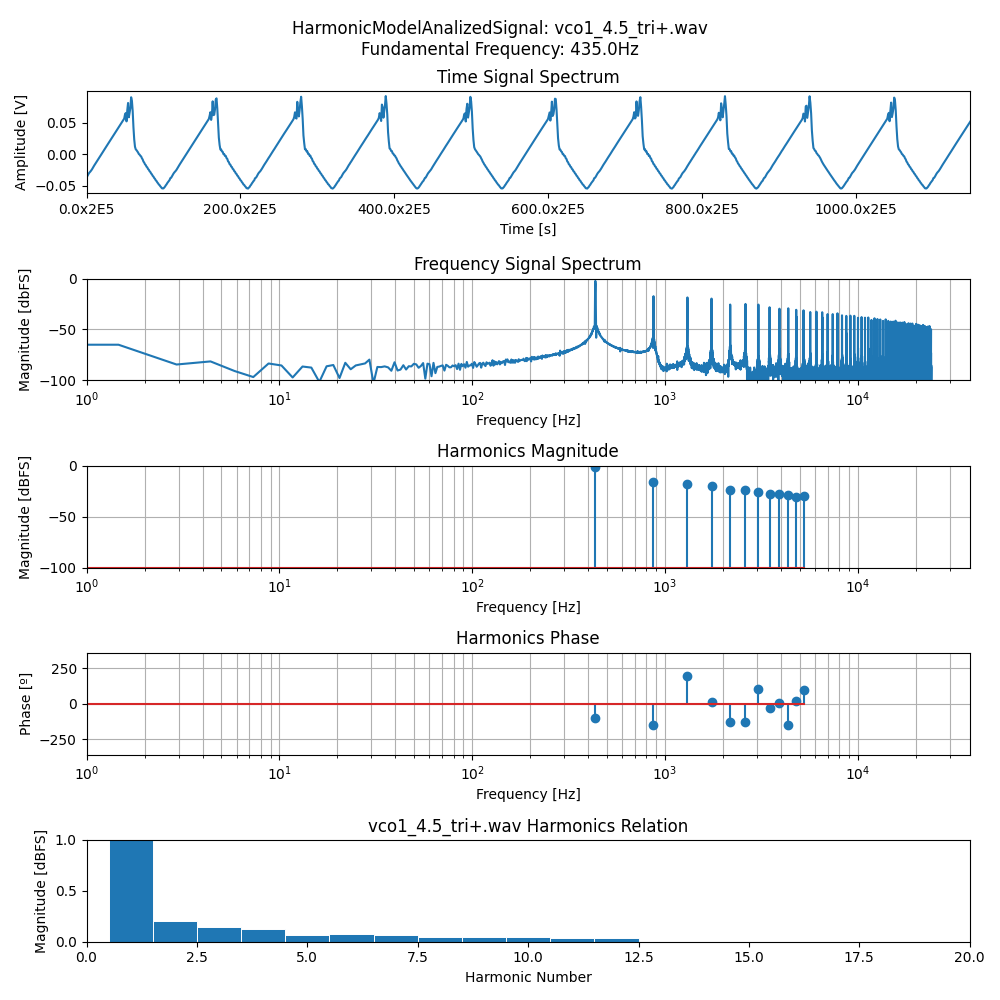 HarmonicModelAnalizedSignal: vco1_4.5_tri+.wav
Fundamental Frequency: 435.0Hz
Time Signal Spectrum
Amplitude [V]
0.05
0.00
−0.05
0.0x2E5 200.0x2E5 400.0x2E5 600.0x2E5 800.0x2E5 1000.0x2E5
Time [s]
Frequency Signal Spectrum
Magnitude [dbFS]
0
−50
−100
10^0 10^1 10^2 10^3 10^4
Frequency [Hz]
Harmonics Magnitude
Magnitude [dBFS]
0
−50
−100
10^0 10^1 10^2 10^3 10^4
Frequency [Hz]
Harmonics Phase
Phase [º]
250
0
−250
10^0 10^1 10^2 10^3 10^4
Frequency [Hz]
vco1_4.5_tri+.wav Harmonics Relation
Magnitude [dBFS]
1.0
0.5
0.0
0.0 2.5 5.0 7.5 10.0 12.5 15.0 17.5 20.0
Harmonic Number